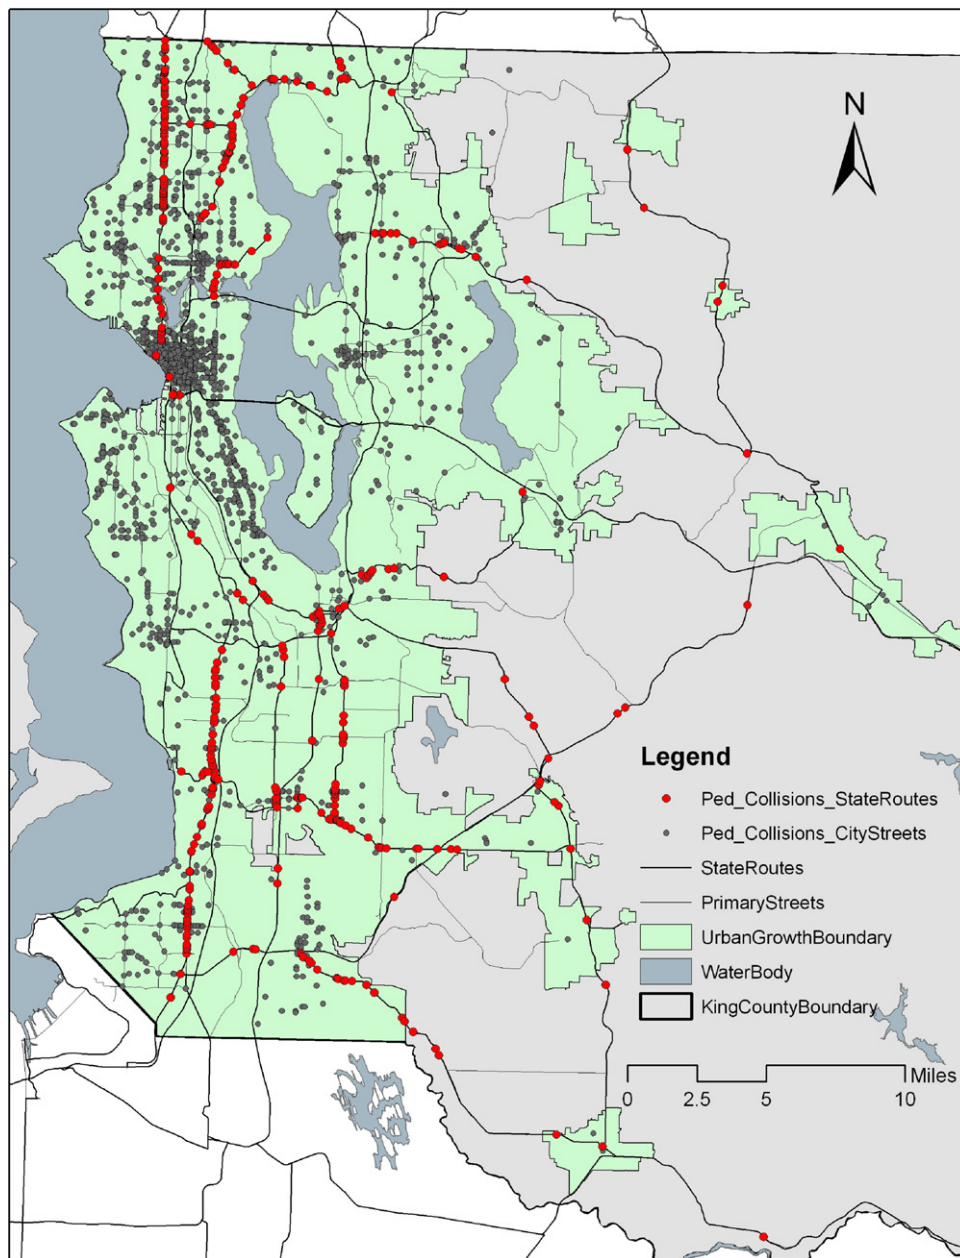 N
Legend
Ped_Collisions_StateRoutes
Ped_Collisions_CityStreets
StateRoutes
PrimaryStreets
UrbanGrowthBoundary
WaterBody
KingCountyBoundary
Miles
0 2.5 5 10